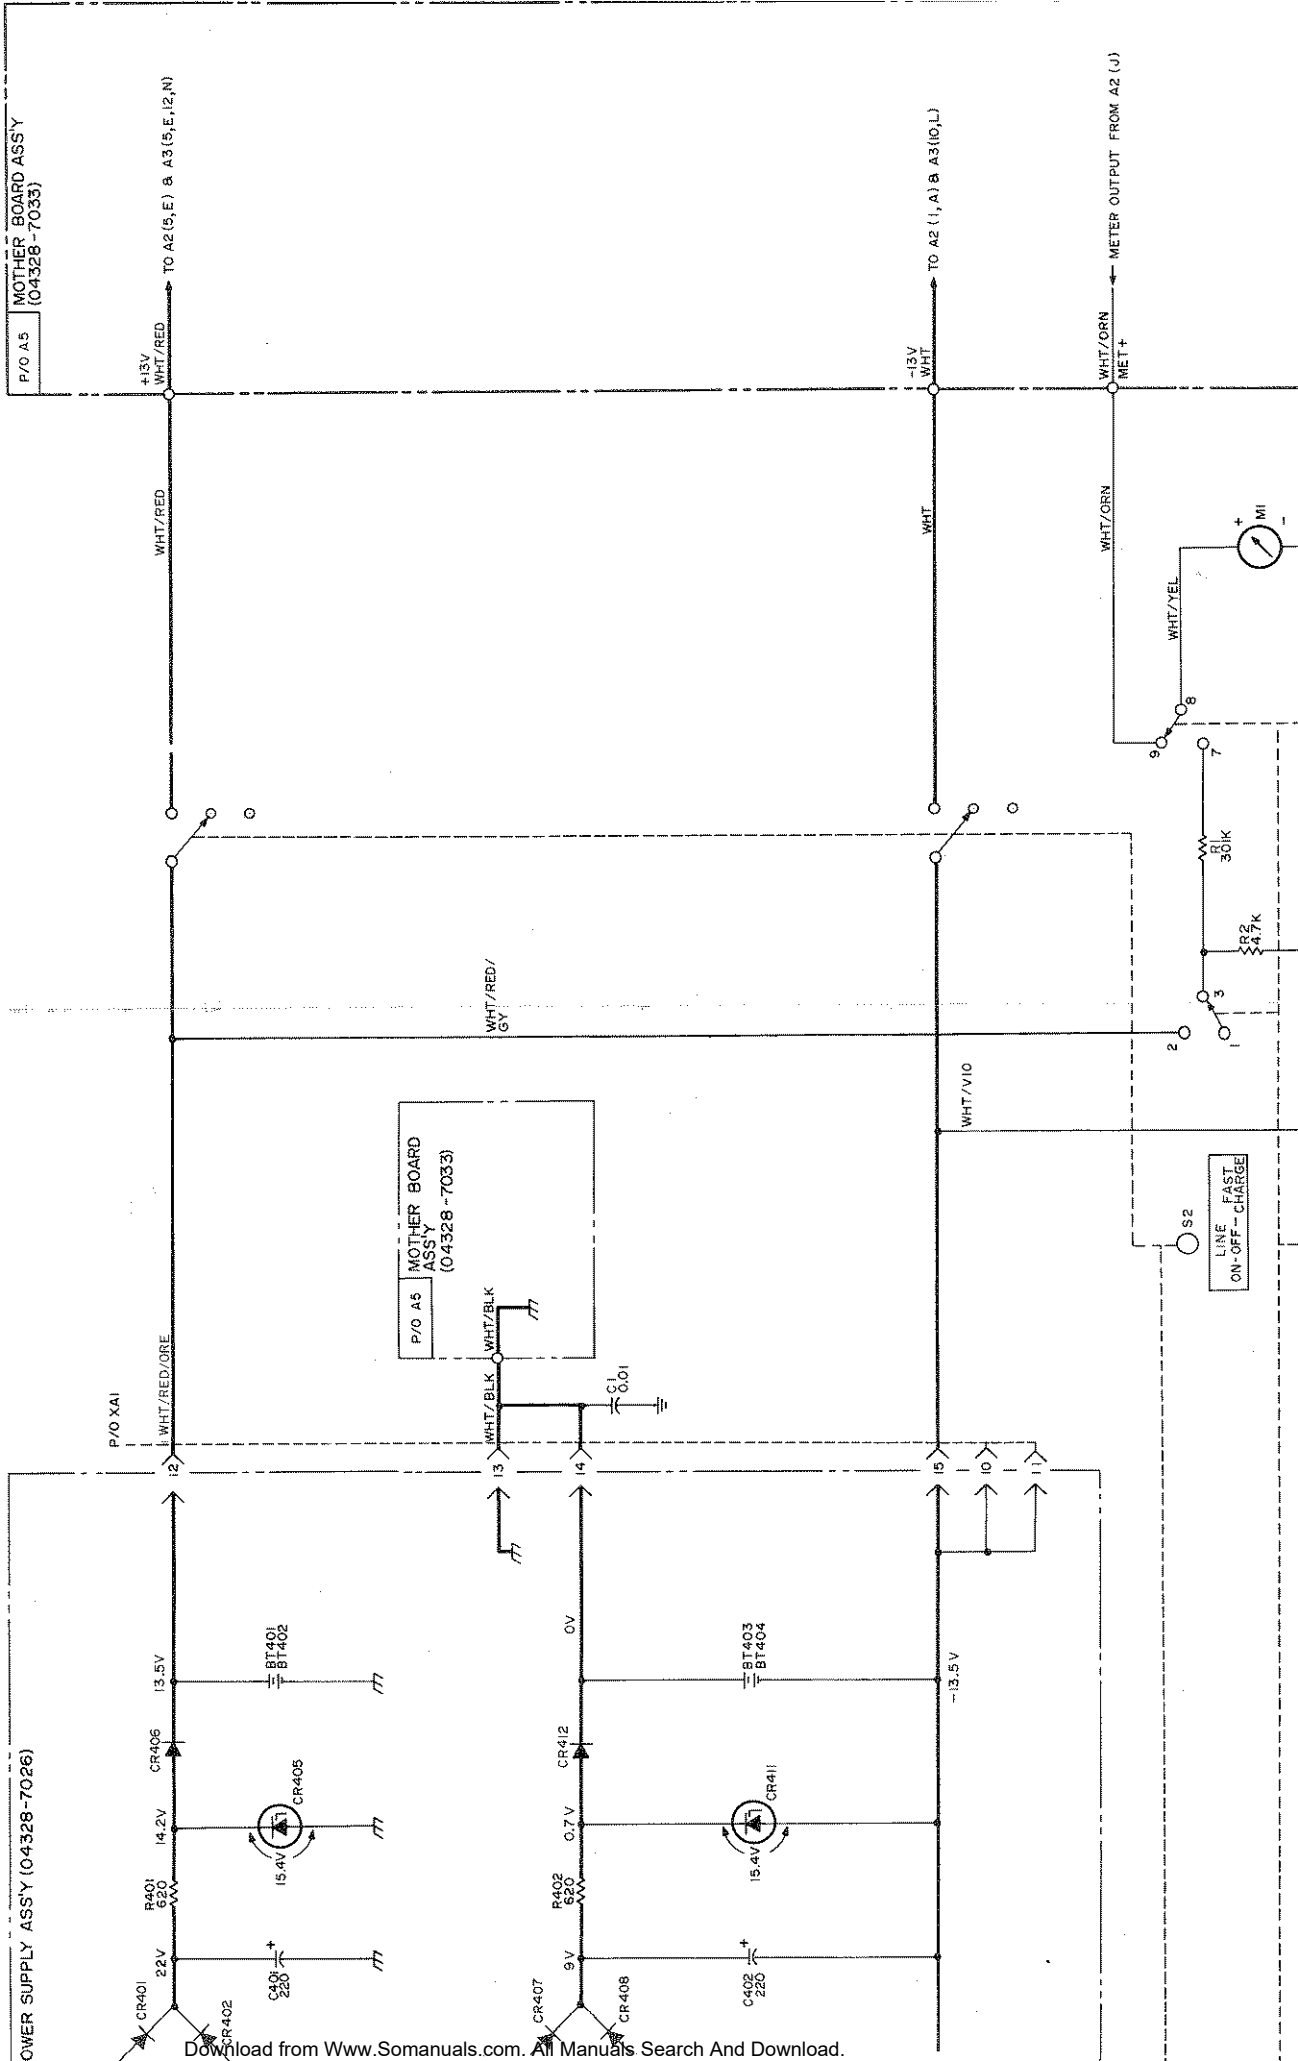 P/O A5
MOTHER BOARD ASS'Y
(04328-7033)
+13V
WHT/RED
TO A2(5,E) & A3(5,E,12,N)
WHT/RED
-13V
WHT
TO A2(1,A) & A3(10,L)
WHT
WHT/ORN
MET+
METER OUTPUT FROM A2(J)
WHT/ORN
WHT/YEL
+
M1
-
9
8
7
R1
301K
R2
4.7K
3
2
1
WHT/RED/
GY
WHT/VIO
S2
LINE FAST
ON-OFF-CHARGE
P/O A5
MOTHER BOARD
ASS'Y
(04328-7033)
WHT/BLK
WHT/BLK
C1
0.01
P/O XA1
WHT/RED/ORE
12
13
14
15
10
11
OWER SUPPLY ASS'Y (04328-7026)
CR401
CR402
22V
C401
220
+
R401
620
14.2V
15.4V
CR405
CR406
13.5V
BT401
BT402
CR407
CR408
9V
C402
220
+
R402
620
0.7V
15.4V
CR411
CR412
0V
BT403
BT404
-13.5V
Download from Www.Somanuals.com. All Manuals Search And Download.